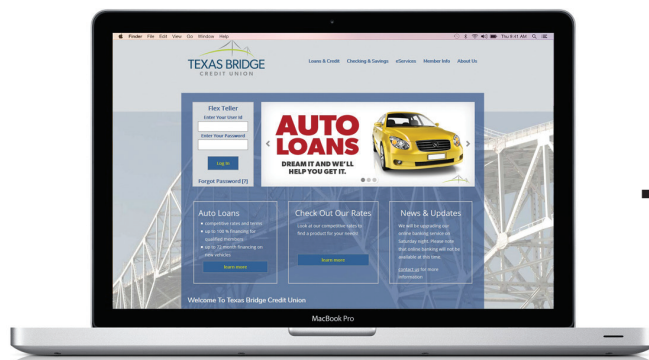 Finder File Edit View Go Window Help
Thu 9:41 AM
TEXAS BRIDGE
CREDIT UNION
Loans & Credit Checking & Savings eServices Member Info About Us
Flex Teller
Enter Your User Id
Enter Your Password
Log In
Forgot Password [?]
AUTO
LOANS
DREAM IT AND WE'LL
HELP YOU GET IT.
Auto Loans
competitive rates and terms
up to 100 % financing for
qualified members
up to 72 month financing on
new vehicles
learn more
Check Out Our Rates
Look at our competitive rates to
find a product for your needs!
learn more
News & Updates
We will be upgrading our
online banking service on
Saturday night. Please note
that online banking will not be
available at this time.
Contact us for more
information.
Welcome To Texas Bridge Credit Union
MacBook Pro